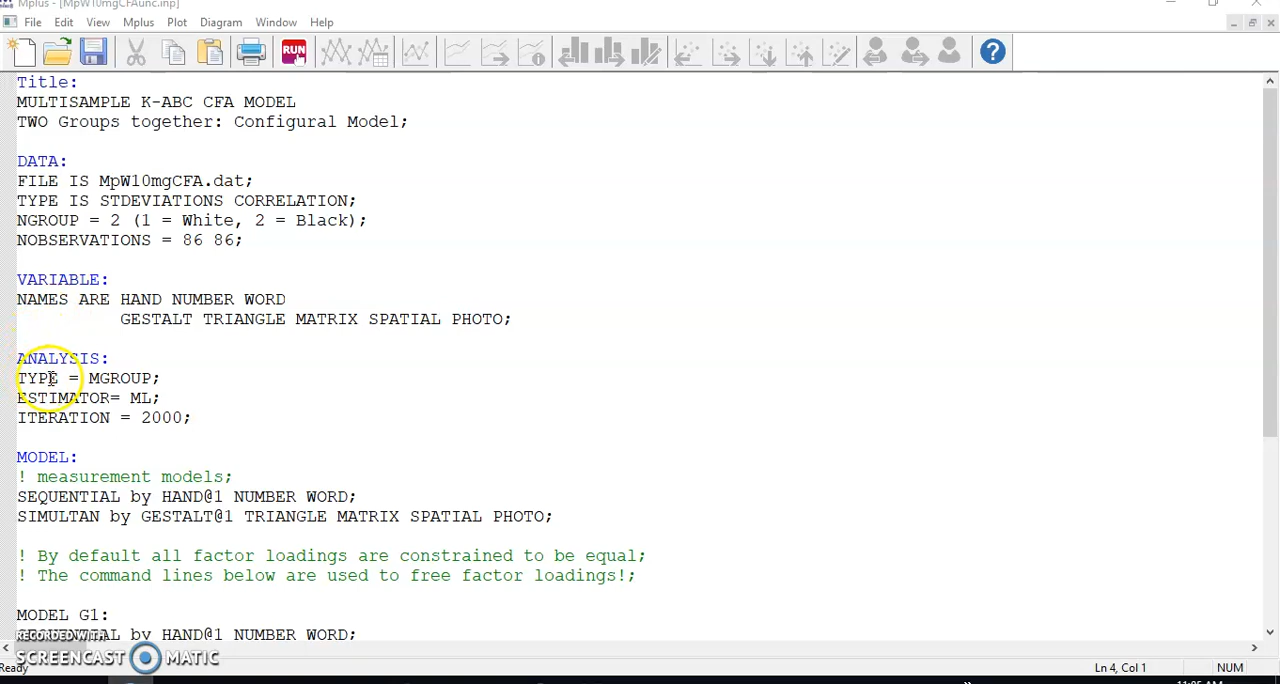 Mplus - [MpW10mgCFAunc.inp]
File Edit View Mplus Plot Diagram Window Help
RUN
Title:
MULTISAMPLE K-ABC CFA MODEL
TWO Groups together: Configural Model;
DATA:
FILE IS MpW10mgCFA.dat;
TYPE IS STDEVIATIONS CORRELATION;
NGROUP = 2 (1 = White, 2 = Black);
NOBSERVATIONS = 86 86;
VARIABLE:
NAMES ARE HAND NUMBER WORD
GESTALT TRIANGLE MATRIX SPATIAL PHOTO;
ANALYSIS:
TYPE = MGROUP;
ESTIMATOR= ML;
ITERATION = 2000;
MODEL:
! measurement models;
SEQUENTIAL by HAND@1 NUMBER WORD;
SIMULTAN by GESTALT@1 TRIANGLE MATRIX SPATIAL PHOTO;
! By default all factor loadings are constrained to be equal;
! The command lines below are used to free factor loadings!;
MODEL G1:
SEQUENTIAL by HAND@1 NUMBER WORD;
RECORDED WITH
SCREENCAST MATIC
Ready Ln 4, Col 1 NUM
11:05 AM